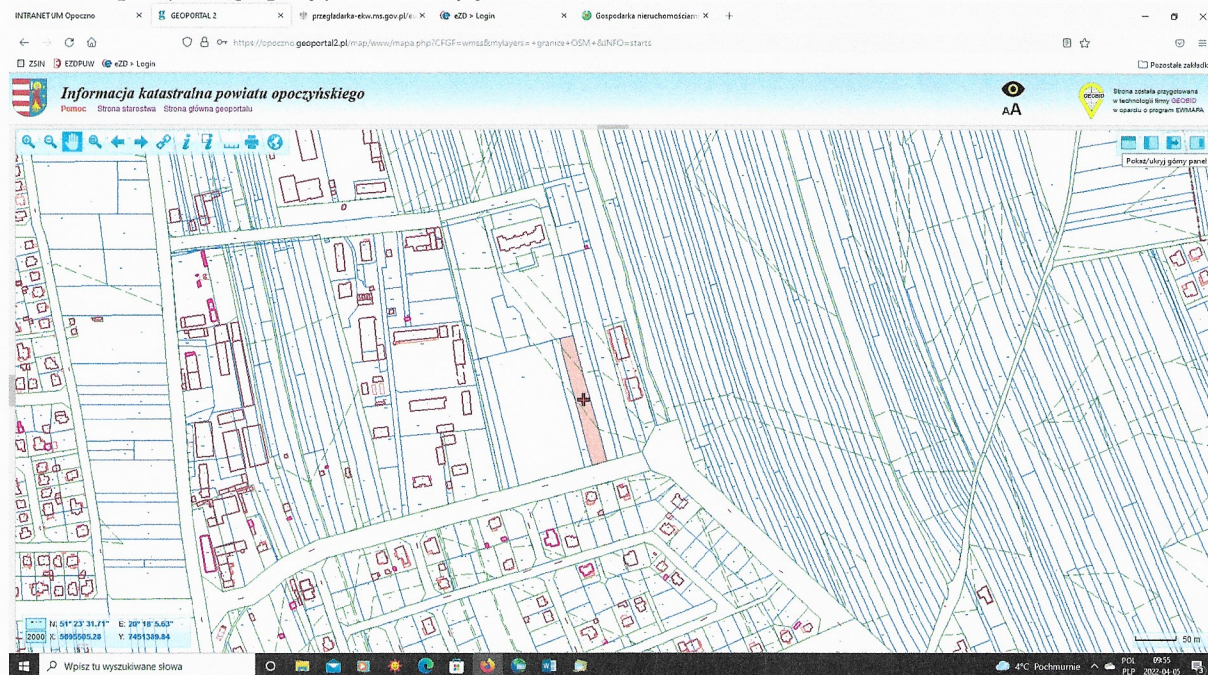 INTRANET UM Opoczno
GEOPORTAL 2
przegladarka-ekw.ms.gov.pl/eu
eZD > Login
Gospodarka nieruchomościam
https://opoczno.geoportal2.pl/map/www/mapa.php?CFGF=wms&mylayers=+granice+OSM+&INFO=starts
ZSIN
EZDPUW
eZD > Login
Pozostałe zakładk
Informacja katastralna powiatu opoczyńskiego
Pomoc Strona starostwa Strona główna geoportalu
AA
GEOBID
Strona została przygotowana
w technologii firmy GEOBID
w oparciu o program EWMAPA
Pokaż/ukryj górny panel
N: 51° 23' 31.71" E: 20° 18' 5.63"
2000 X: 5695505.28 Y: 7451389.84
50 m
Wpisz tu wyszukiwane słowa
4°C Pochmurnie
POL
PLP
09:55
2022-04-05